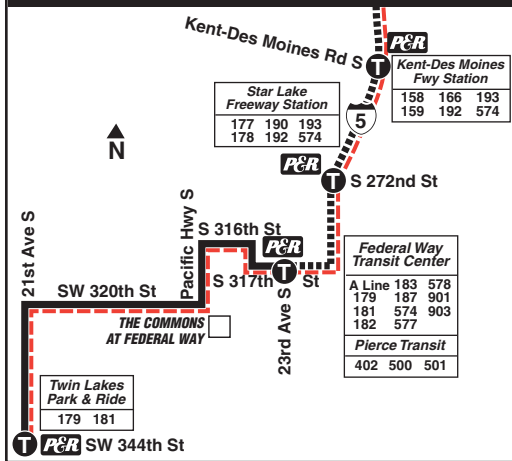 Kent-Des Moines Rd S
P&R
T
Kent-Des Moines
Fwy Station
158 166 193
159 192 574
Star Lake
Freeway Station
177 190 193
178 192 574
5
N
P&R
T
S 272nd St
21st Ave S
Pacific Hwy S
S 316th St
P&R
S 317th St
T
23rd Ave S
Federal Way
Transit Center
A Line 183 578
179 187 901
181 574 903
182 577
Pierce Transit
402 500 501
SW 320th St
THE COMMONS
AT FEDERAL WAY
Twin Lakes
Park & Ride
179 181
T P&R SW 344th St